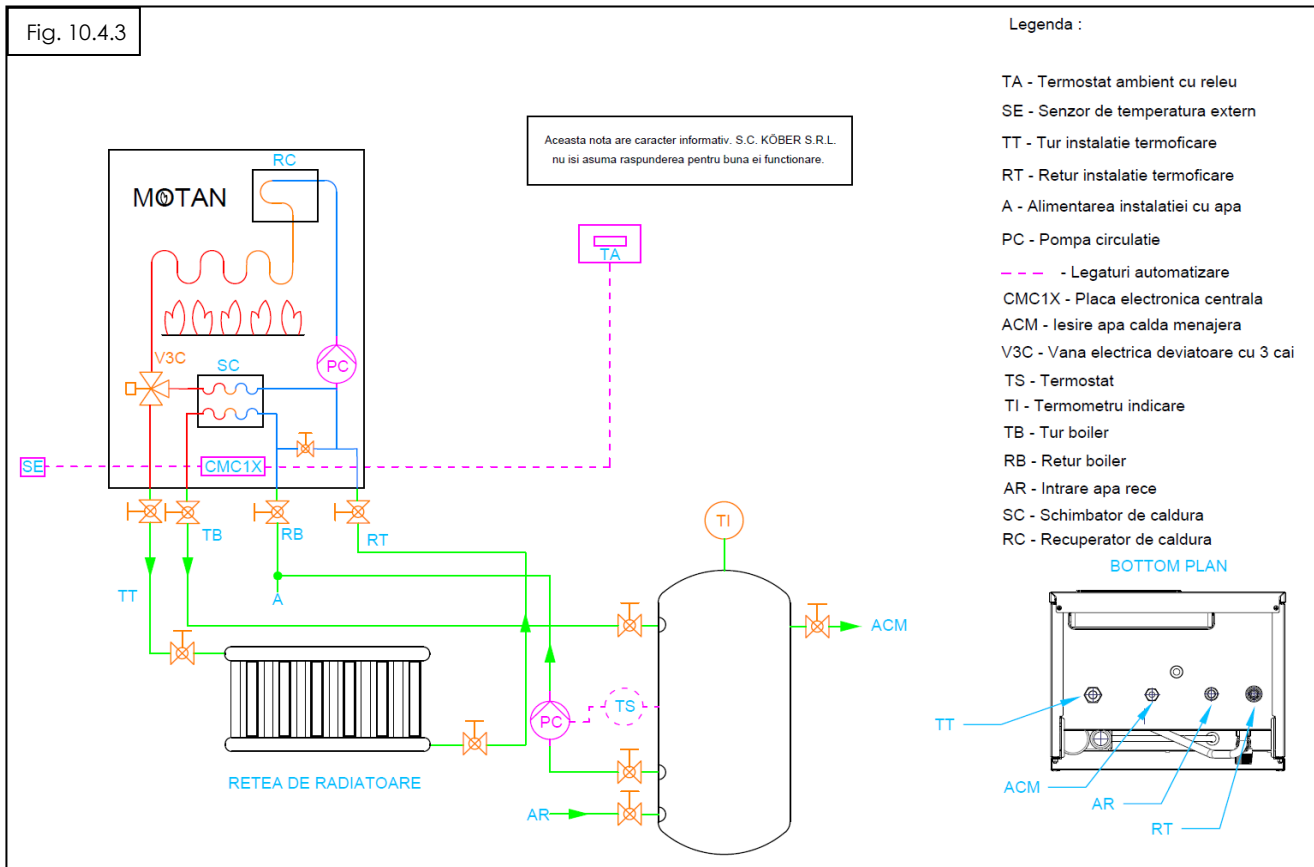 Fig. 10.4.3
Legenda :
TA - Termostat ambient cu releu
SE - Senzor de temperatura extern
TT - Tur instalatie termoficare
RT - Retur instalatie termoficare
A - Alimentarea instalatiei cu apa
PC - Pompa circulatie
- Legaturi automatizare
CMC1X - Placa electronica centrala
ACM - Iesire apa calda menajera
V3C - Vana electrica deviatoare cu 3 cai
TS - Termostat
TI - Termometru indicare
TB - Tur boiler
RB - Retur boiler
AR - Intrare apa rece
SC - Schimbator de caldura
RC - Recuperator de caldura
Aceasta nota are caracter informativ. S.C. KÖBER S.R.L.
nu isi asuma raspunderea pentru buna ei functionare.
RC
MOTAN
TA
V3C
SC
PC
SE
CMC1X
TB
RB
RT
TI
TT
A
ACM
TS
PC
RETEA DE RADIATOARE
AR
BOTTOM PLAN
TT
ACM
AR
RT